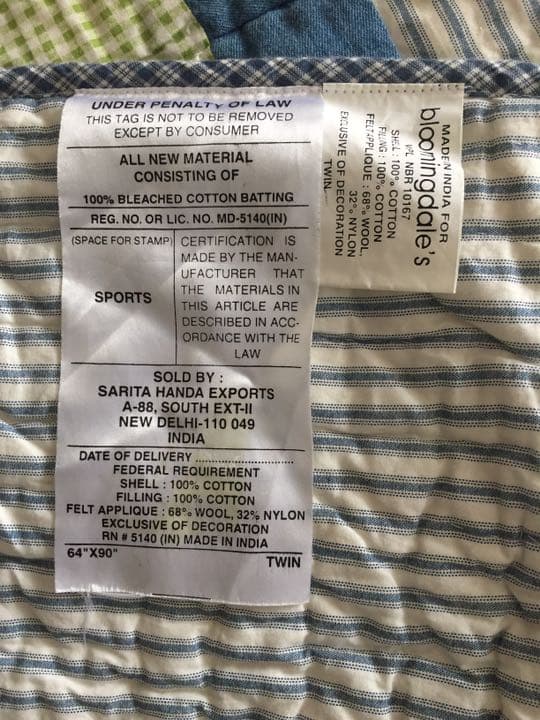 UNDER PENALTY OF LAW
THIS TAG IS NOT TO BE REMOVED
EXCEPT BY CONSUMER
ALL NEW MATERIAL
CONSISTING OF
100% BLEACHED COTTON BATTING
REG. NO. OR LIC. NO. MD-5140(IN)
(SPACE FOR STAMP)
SPORTS
CERTIFICATION IS
MADE BY THE MAN-
UFACTURER THAT
THE MATERIALS IN
THIS ARTICLE ARE
DESCRIBED IN ACC-
ORDANCE WITH THE
LAW
SOLD BY :
SARITA HANDA EXPORTS
A-88, SOUTH EXT-II
NEW DELHI-110 049
INDIA
DATE OF DELIVERY ........................
FEDERAL REQUIREMENT
SHELL : 100% COTTON
FILLING : 100% COTTON
FELT APPLIQUE : 68% WOOL, 32% NYLON
EXCLUSIVE OF DECORATION
RN # 5140 (IN) MADE IN INDIA
64"X90"
TWIN
MADE IN INDIA FOR
bloomingdale's
WPL NBR 10167
SHELL : 100% COTTON
FILLING : 100% COTTON
FELT APPLIQUE : 68% WOOL,
32% NYLON
EXCLUSIVE OF DECORATION
TWIN